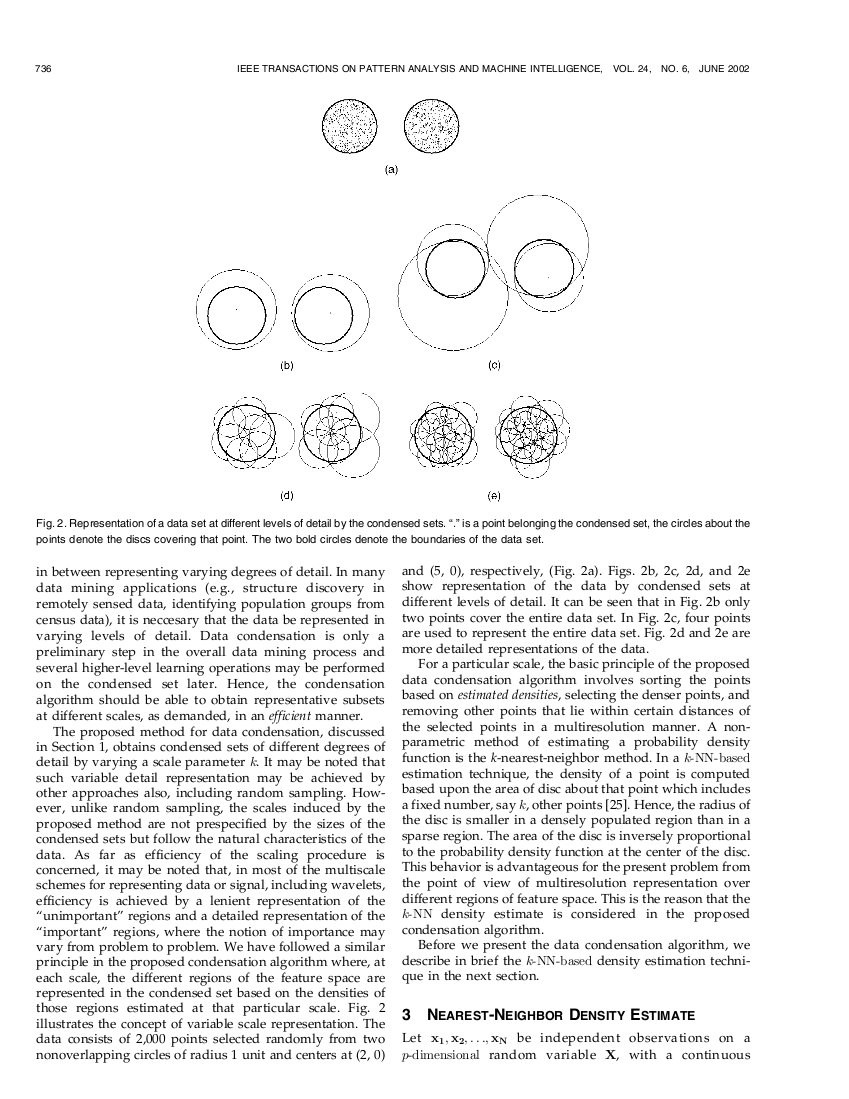 736
IEEE TRANSACTIONS ON PATTERN ANALYSIS AND MACHINE INTELLIGENCE, VOL. 24, NO. 6, JUNE 2002
(a)
(b)
(c)
(d)
(e)
Fig. 2. Representation of a data set at different levels of detail by the condensed sets. “.” is a point belonging the condensed set, the circles about the
points denote the discs covering that point. The two bold circles denote the boundaries of the data set.
in between representing varying degrees of detail. In many
data mining applications (e.g., structure discovery in
remotely sensed data, identifying population groups from
census data), it is neccesary that the data be represented in
varying levels of detail. Data condensation is only a
preliminary step in the overall data mining process and
several higher-level learning operations may be performed
on the condensed set later. Hence, the condensation
algorithm should be able to obtain representative subsets
at different scales, as demanded, in an efficient manner.
The proposed method for data condensation, discussed
in Section 1, obtains condensed sets of different degrees of
detail by varying a scale parameter k. It may be noted that
such variable detail representation may be achieved by
other approaches also, including random sampling. How-
ever, unlike random sampling, the scales induced by the
proposed method are not prespecified by the sizes of the
condensed sets but follow the natural characteristics of the
data. As far as efficiency of the scaling procedure is
concerned, it may be noted that, in most of the multiscale
schemes for representing data or signal, including wavelets,
efficiency is achieved by a lenient representation of the
“unimportant” regions and a detailed representation of the
“important” regions, where the notion of importance may
vary from problem to problem. We have followed a similar
principle in the proposed condensation algorithm where, at
each scale, the different regions of the feature space are
represented in the condensed set based on the densities of
those regions estimated at that particular scale. Fig. 2
illustrates the concept of variable scale representation. The
data consists of 2,000 points selected randomly from two
nonoverlapping circles of radius 1 unit and centers at (2, 0)
and (5, 0), respectively, (Fig. 2a). Figs. 2b, 2c, 2d, and 2e
show representation of the data by condensed sets at
different levels of detail. It can be seen that in Fig. 2b only
two points cover the entire data set. In Fig. 2c, four points
are used to represent the entire data set. Fig. 2d and 2e are
more detailed representations of the data.
For a particular scale, the basic principle of the proposed
data condensation algorithm involves sorting the points
based on estimated densities, selecting the denser points, and
removing other points that lie within certain distances of
the selected points in a multiresolution manner. A non-
parametric method of estimating a probability density
function is the k-nearest-neighbor method. In a k-NN-based
estimation technique, the density of a point is computed
based upon the area of disc about that point which includes
a fixed number, say k, other points [25]. Hence, the radius of
the disc is smaller in a densely populated region than in a
sparse region. The area of the disc is inversely proportional
to the probability density function at the center of the disc.
This behavior is advantageous for the present problem from
the point of view of multiresolution representation over
different regions of feature space. This is the reason that the
k-NN density estimate is considered in the proposed
condensation algorithm.
Before we present the data condensation algorithm, we
describe in brief the k-NN-based density estimation techni-
que in the next section.
3 NEAREST-NEIGHBOR DENSITY ESTIMATE
Let x1, x2, . . ., xN be independent observations on a
p-dimensional random variable X, with a continuous